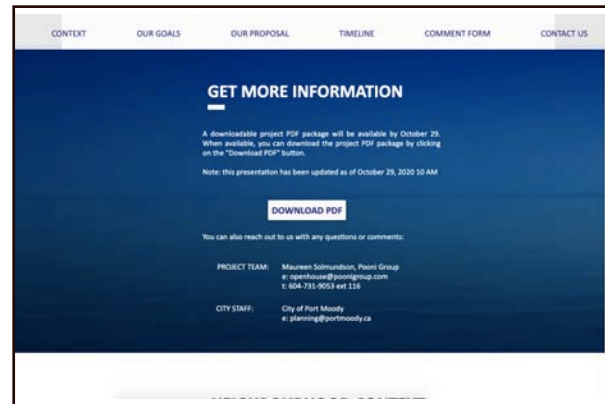 CONTEXT OUR GOALS OUR PROPOSAL TIMELINE COMMENT FORM CONTACT US
GET MORE INFORMATION
A downloadable project PDF package will be available by October 29.
When available, you can download the project PDF package by clicking
on the "Download PDF" button.
Note: this presentation has been updated as of October 29, 2020 10 AM
DOWNLOAD PDF
You can also reach out to us with any questions or comments:
PROJECT TEAM: Maureen Solmundson, Pooni Group
e: openhouse@poonigroup.com
t: 604-731-9053 ext 116
CITY STAFF: City of Port Moody
e: planning@portmoody.ca